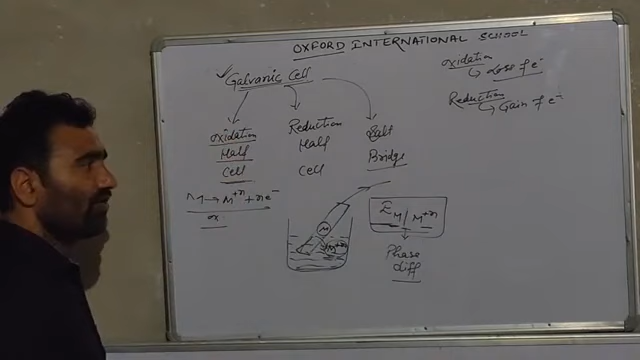 OXFORD INTERNATIONAL SCHOOL
Galvanic Cell
oxidation
Half
Cell
Reduction
Half
Cell
Salt
Bridge
M → M⁺ⁿ + ne⁻
ox.
M
M⁺ⁿ
E M/M⁺ⁿ
Phase
diff
oxidation
↳ Loss of e⁻
Reduction
↳ Gain of e⁻